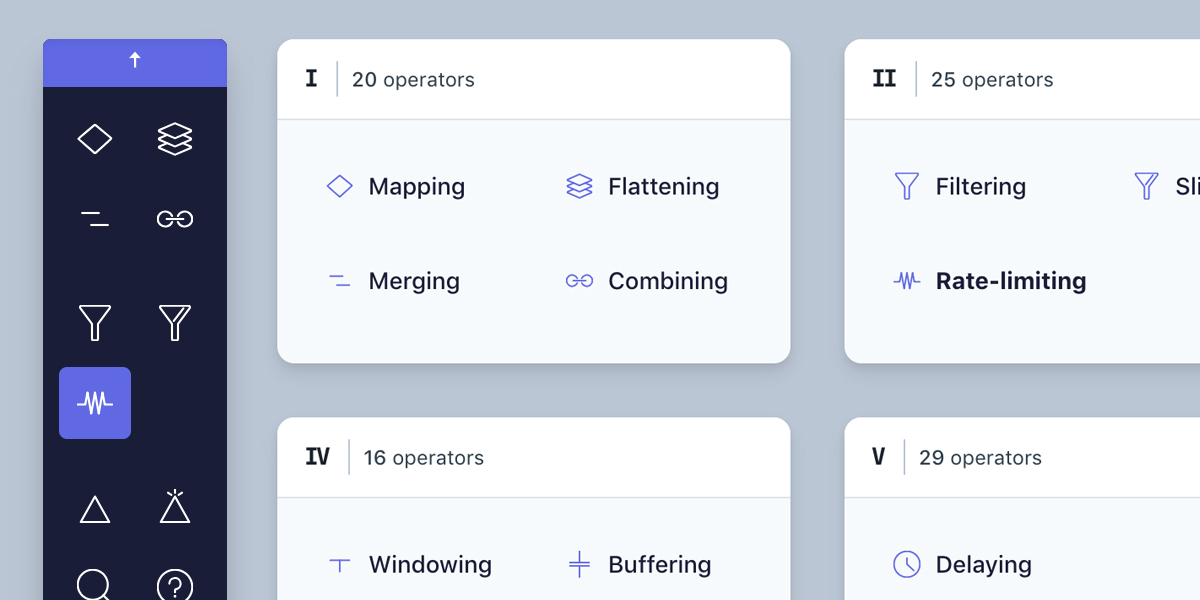 I 20 operators
Mapping Flattening
Merging Combining
II 25 operators
Filtering
Rate-limiting
IV 16 operators
Windowing Buffering
V 29 operators
Delaying